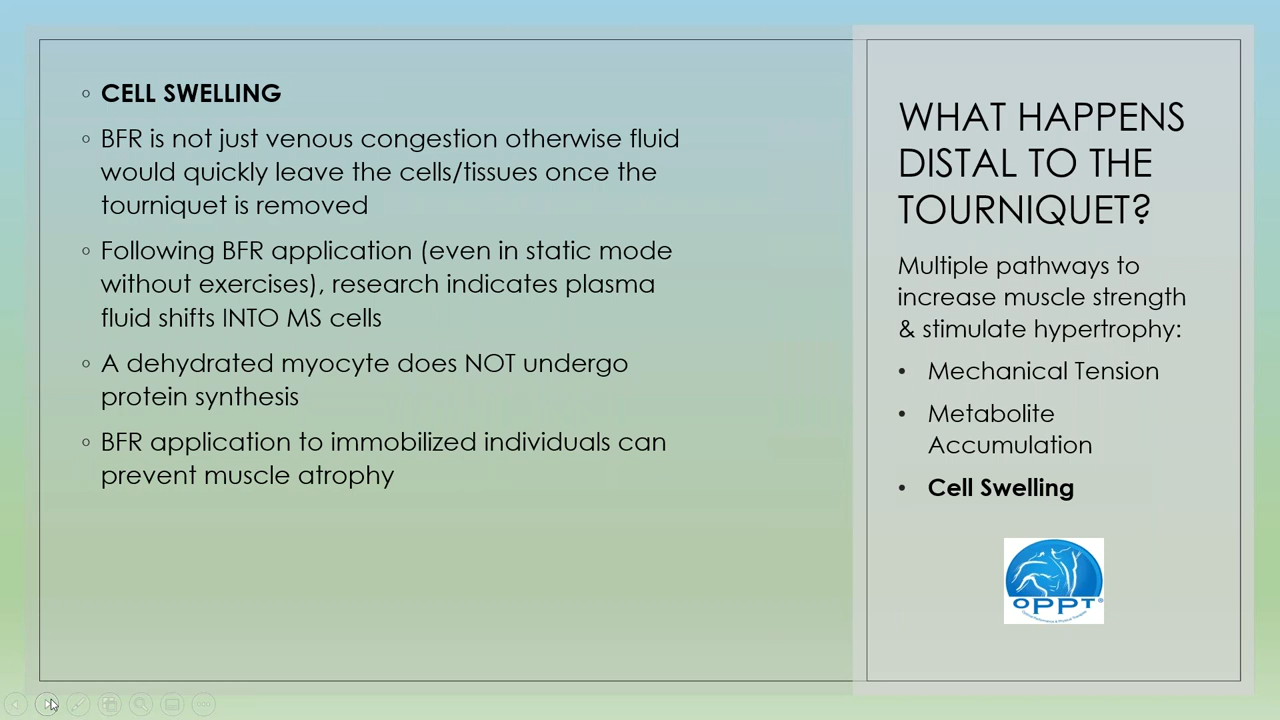 CELL SWELLING
BFR is not just venous congestion otherwise fluid
would quickly leave the cells/tissues once the
tourniquet is removed
Following BFR application (even in static mode
without exercises), research indicates plasma
fluid shifts INTO MS cells
A dehydrated myocyte does NOT undergo
protein synthesis
BFR application to immobilized individuals can
prevent muscle atrophy
WHAT HAPPENS
DISTAL TO THE
TOURNIQUET?
Multiple pathways to
increase muscle strength
& stimulate hypertrophy:
• Mechanical Tension
• Metabolite
Accumulation
• Cell Swelling
OPPT